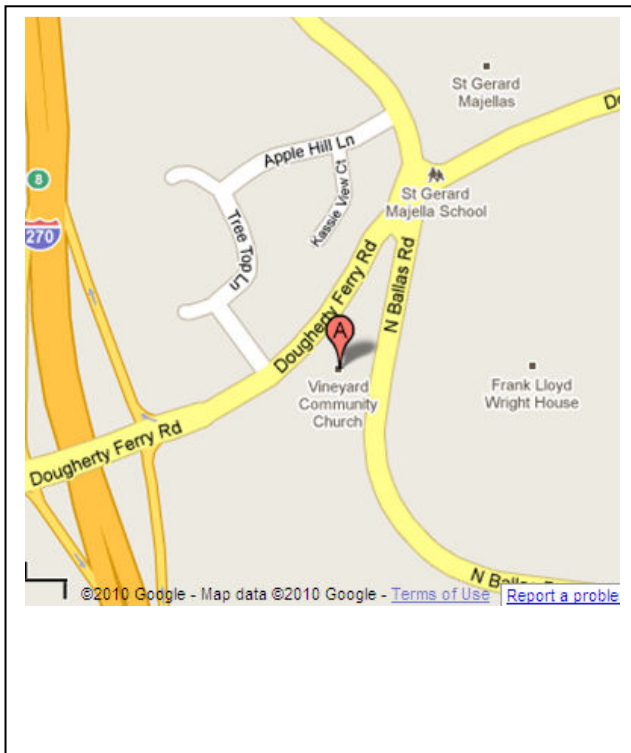 St Gerard
Majellas
De
Apple Hill Ln
8
St Gerard
Majella School
Kassie View Ct
270
Tree Top Ln
Dougherty Ferry Rd
N Ballas Rd
A
Vineyard
Community
Church
Frank Lloyd
Wright House
Dougherty Ferry Rd
N Ballas
©2010 Google - Map data ©2010 Google - Terms of Use
Report a proble